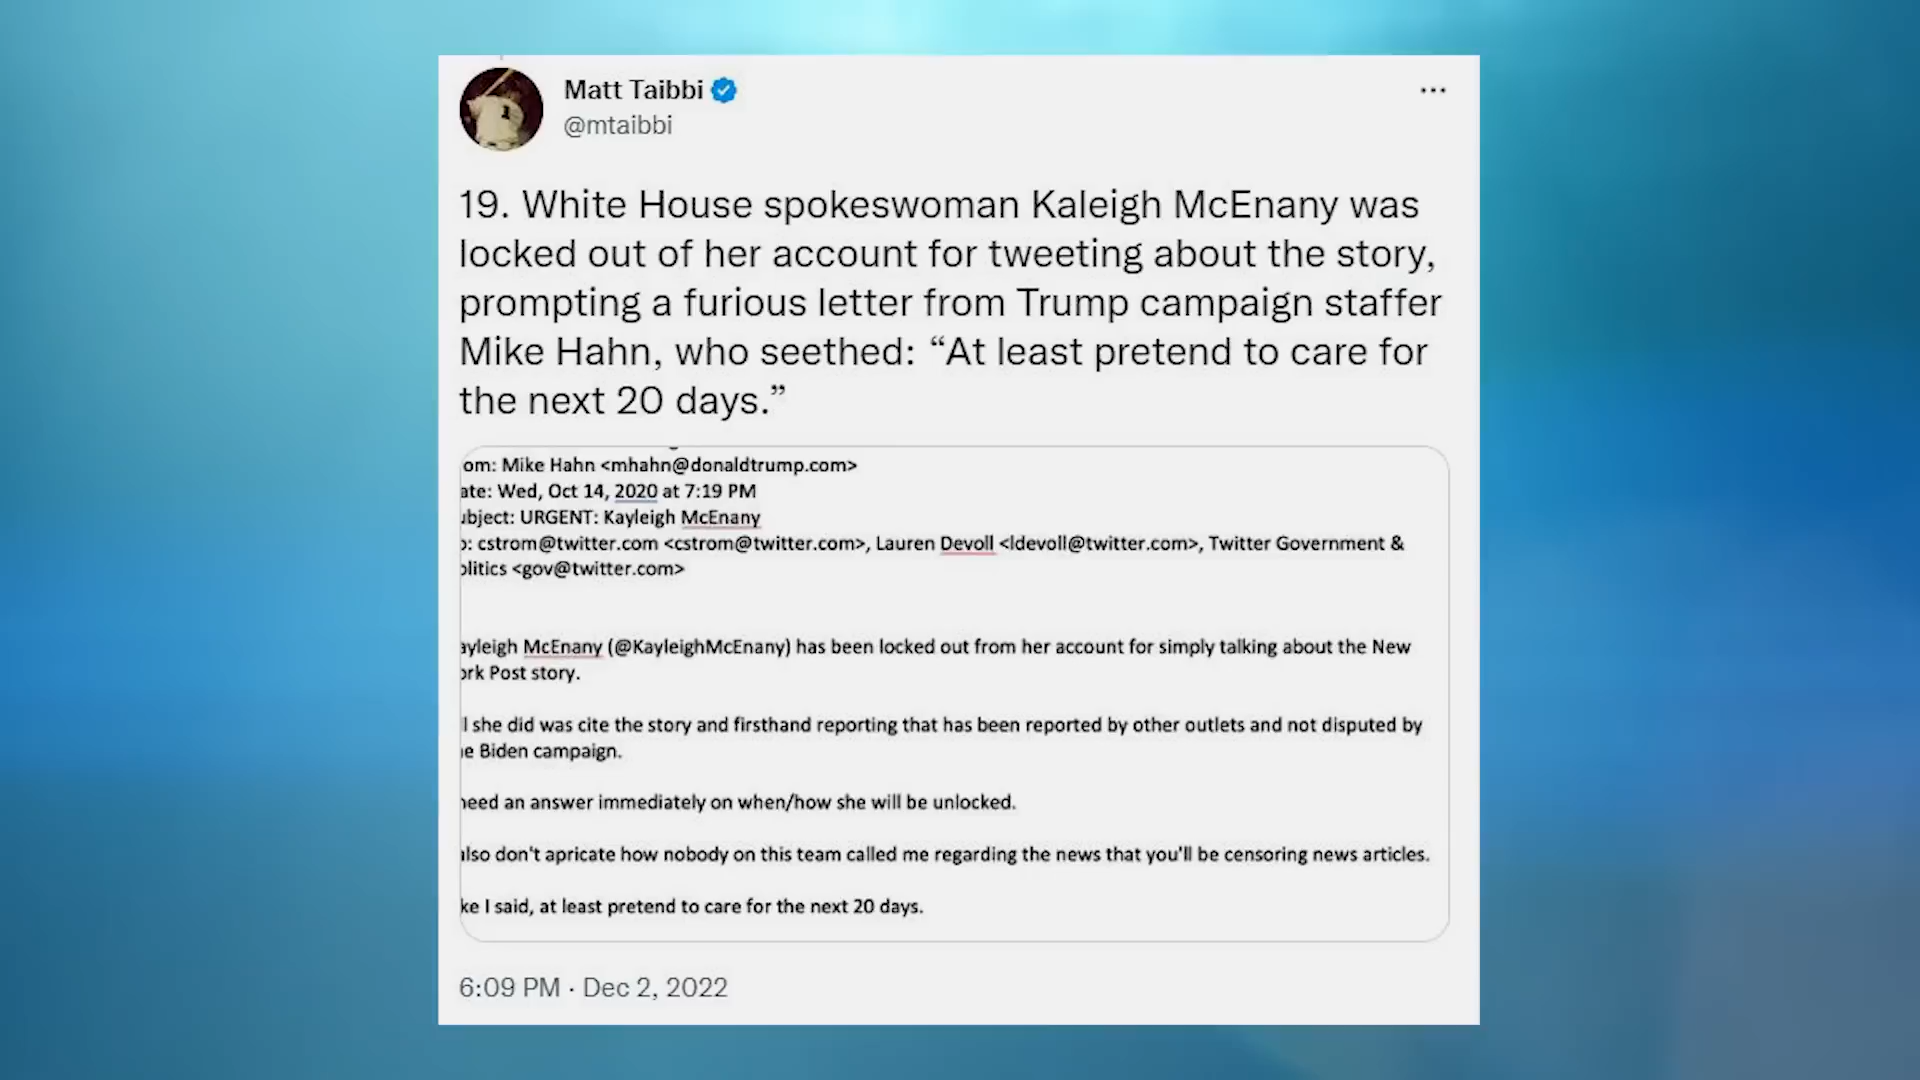 Matt Taibbi
@mtaibbi
19. White House spokeswoman Kaleigh McEnany was
locked out of her account for tweeting about the story,
prompting a furious letter from Trump campaign staffer
Mike Hahn, who seethed: “At least pretend to care for
the next 20 days.”
om: Mike Hahn <mhahn@donaldtrump.com>
ate: Wed, Oct 14, 2020 at 7:19 PM
ubject: URGENT: Kayleigh McEnany
o: cstrom@twitter.com <cstrom@twitter.com>, Lauren Devoll <ldevoll@twitter.com>, Twitter Government &
olitics <gov@twitter.com>
ayleigh McEnany (@KayleighMcEnany) has been locked out from her account for simply talking about the New
ork Post story.
l she did was cite the story and firsthand reporting that has been reported by other outlets and not disputed by
e Biden campaign.
need an answer immediately on when/how she will be unlocked.
also don't apricate how nobody on this team called me regarding the news that you'll be censoring news articles.
ke I said, at least pretend to care for the next 20 days.
6:09 PM · Dec 2, 2022